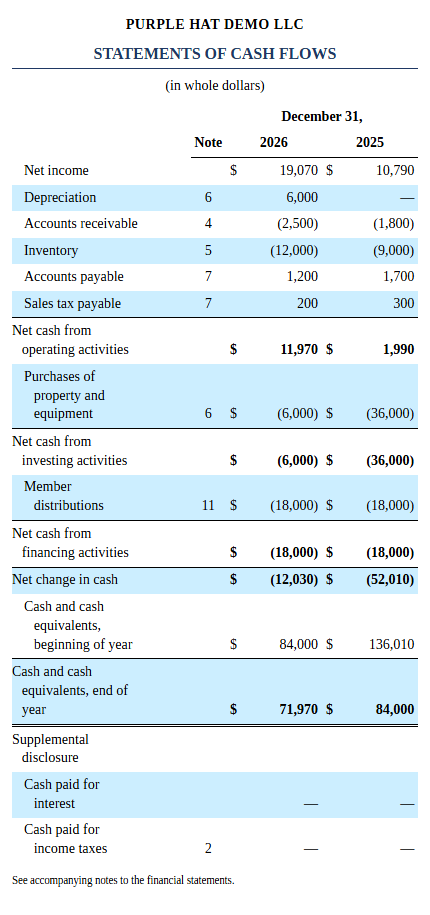 PURPLE HAT DEMO LLC
STATEMENTS OF CASH FLOWS
(in whole dollars)
December 31,
Note 2026 2025
Net income $ 19,070 $ 10,790
Depreciation 6 6,000 —
Accounts receivable 4 (2,500) (1,800)
Inventory 5 (12,000) (9,000)
Accounts payable 7 1,200 1,700
Sales tax payable 7 200 300
Net cash from
operating activities $ 11,970 $ 1,990
Purchases of
property and
equipment 6 $ (6,000) $ (36,000)
Net cash from
investing activities $ (6,000) $ (36,000)
Member
distributions 11 $ (18,000) $ (18,000)
Net cash from
financing activities $ (18,000) $ (18,000)
Net change in cash $ (12,030) $ (52,010)
Cash and cash
equivalents,
beginning of year $ 84,000 $ 136,010
Cash and cash
equivalents, end of
year $ 71,970 $ 84,000
Supplemental
disclosure
Cash paid for
interest — —
Cash paid for
income taxes 2 — —
See accompanying notes to the financial statements.